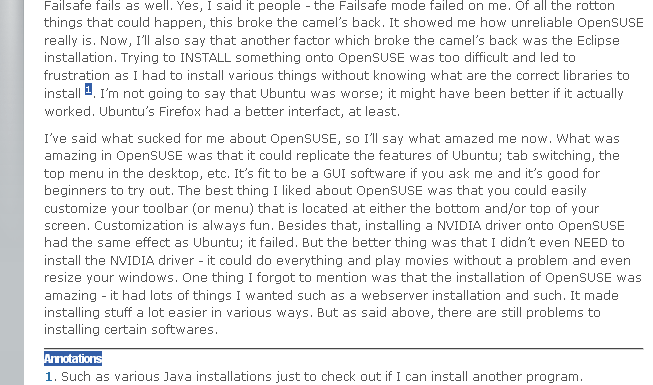 Failsafe fails as well. Yes, I said it people - the Failsafe mode failed on me. Of all the rotton
things that could happen, this broke the camel's back. It showed me how unreliable OpenSUSE
really is. Now, I'll also say that another factor which broke the camel's back was the Eclipse
installation. Trying to INSTALL something onto OpenSUSE was too difficult and led to
frustration as I had to install various things without knowing what are the correct libraries to
install 1. I'm not going to say that Ubuntu was worse; it might have been better if it actually
worked. Ubuntu's Firefox had a better interfact, at least.
I've said what sucked for me about OpenSUSE, so I'll say what amazed me now. What was
amazing in OpenSUSE was that it could replicate the features of Ubuntu; tab switching, the
top menu in the desktop, etc. It's fit to be a GUI software if you ask me and it's good for
beginners to try out. The best thing I liked about OpenSUSE was that you could easily
customize your toolbar (or menu) that is located at either the bottom and/or top of your
screen. Customization is always fun. Besides that, installing a NVIDIA driver onto OpenSUSE
had the same effect as Ubuntu; it failed. But the better thing was that I didn't even NEED to
install the NVIDIA driver - it could do everything and play movies without a problem and even
resize your windows. One thing I forgot to mention was that the installation of OpenSUSE was
amazing - it had lots of things I wanted such as a webserver installation and such. It made
installing stuff a lot easier in various ways. But as said above, there are still problems to
installing certain softwares.
Annotations
1. Such as various Java installations just to check out if I can install another program.